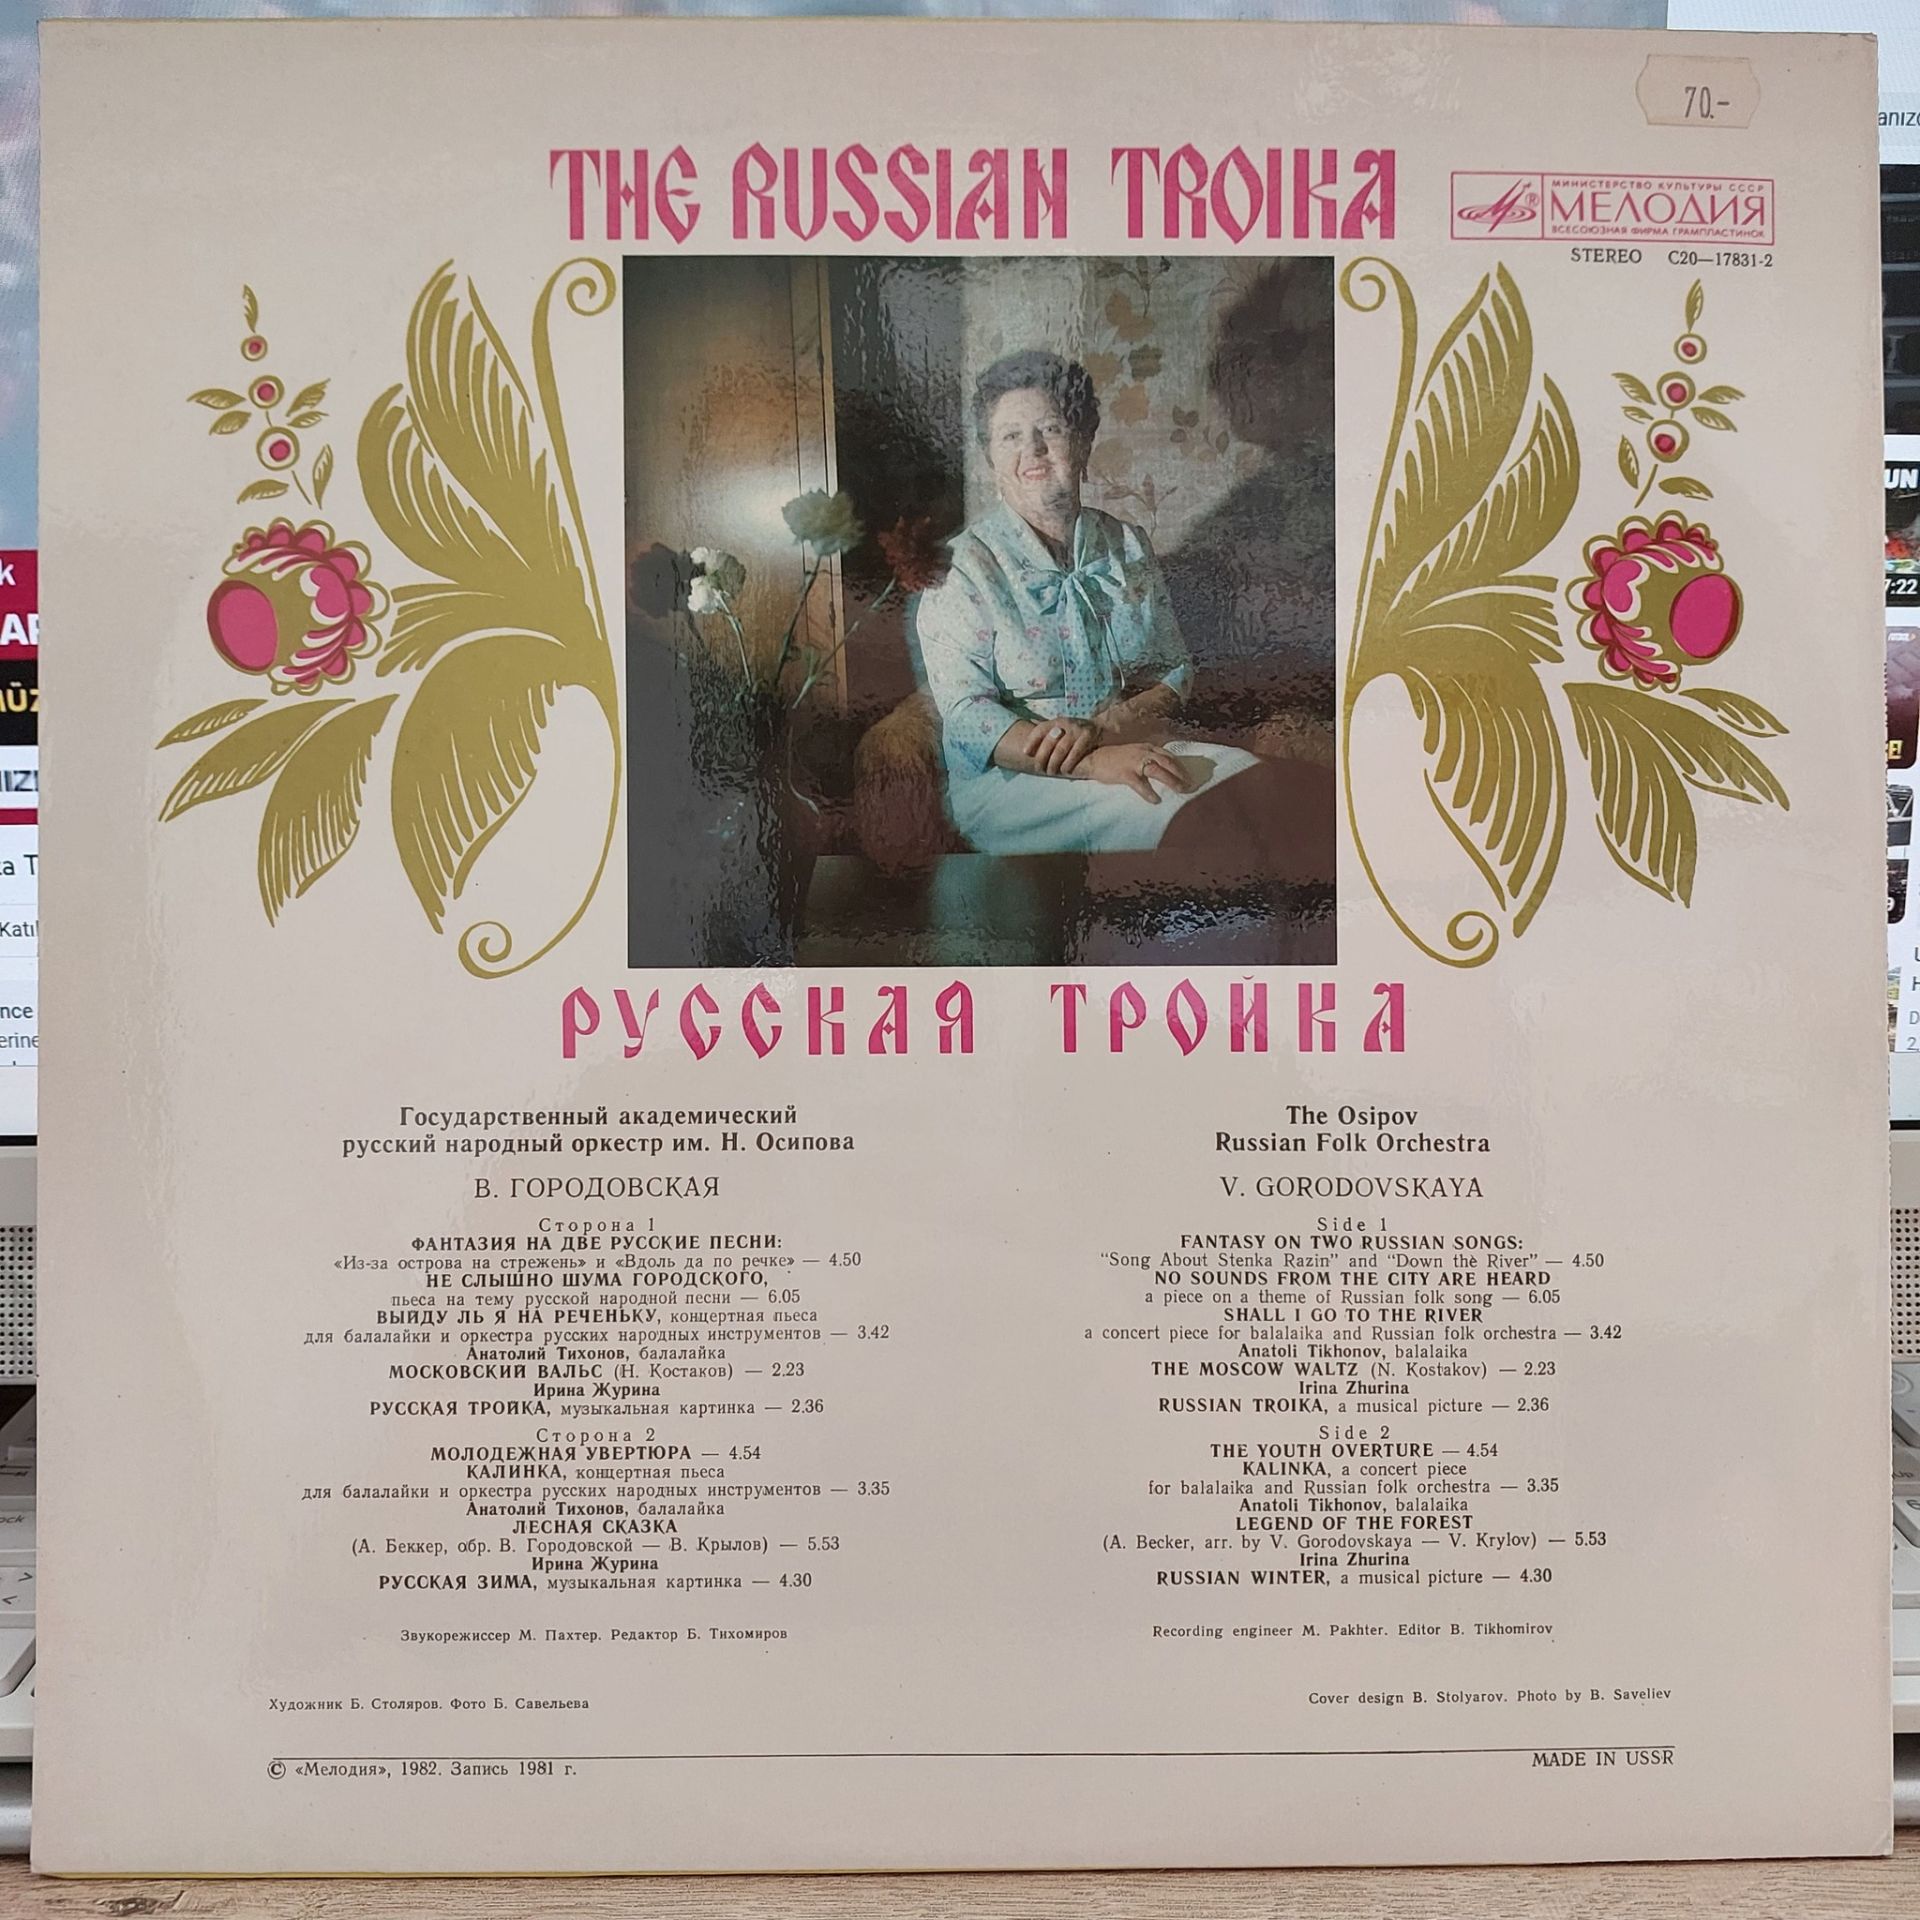 70.-
THE RUSSIAN TROIKA
МИНИСТЕРСТВО КУЛЬТУРЫ СССР
МЕЛОДИЯ
ВСЕСОЮЗНАЯ ФИРМА ГРАМПЛАСТИНОК
STEREO C20—17831-2
РУССКАЯ ТРОЙКА
Государственный академический
русский народный оркестр им. Н. Осипова
В. ГОРОДОВСКАЯ
Сторона 1
ФАНТАЗИЯ НА ДВЕ РУССКИЕ ПЕСНИ:
«Из-за острова на стрежень» и «Вдоль да по речке» — 4.50
НЕ СЛЫШНО ШУМА ГОРОДСКОГО,
пьеса на тему русской народной песни — 6.05
ВЫЙДУ ЛЬ Я НА РЕЧЕНЬКУ, концертная пьеса
для балалайки и оркестра русских народных инструментов — 3.42
Анатолий Тихонов, балалайка
МОСКОВСКИЙ ВАЛЬС (Н. Костаков) — 2.23
Ирина Журина
РУССКАЯ ТРОЙКА, музыкальная картинка — 2.36
Сторона 2
МОЛОДЕЖНАЯ УВЕРТЮРА — 4.54
КАЛИНКА, концертная пьеса
для балалайки и оркестра русских народных инструментов — 3.35
Анатолий Тихонов, балалайка
ЛЕСНАЯ СКАЗКА
(А. Беккер, обр. В. Городовской — В. Крылов) — 5.53
Ирина Журина
РУССКАЯ ЗИМА, музыкальная картинка — 4.30
Звукорежиссер М. Пахтер. Редактор Б. Тихомиров
Художник Б. Столяров. Фото Б. Савельева
© «Мелодия», 1982. Запись 1981 г.
The Osipov
Russian Folk Orchestra
V. GORODOVSKAYA
Side 1
FANTASY ON TWO RUSSIAN SONGS:
“Song About Stenka Razin” and “Down the River” — 4.50
NO SOUNDS FROM THE CITY ARE HEARD
a piece on a theme of Russian folk song — 6.05
SHALL I GO TO THE RIVER
a concert piece for balalaika and Russian folk orchestra — 3.42
Anatoli Tikhonov, balalaika
THE MOSCOW WALTZ (N. Kostakov) — 2.23
Irina Zhurina
RUSSIAN TROIKA, a musical picture — 2.36
Side 2
THE YOUTH OVERTURE — 4.54
KALINKA, a concert piece
for balalaika and Russian folk orchestra — 3.35
Anatoli Tikhonov, balalaika
LEGEND OF THE FOREST
(A. Becker, arr. by V. Gorodovskaya — V. Krylov) — 5.53
Irina Zhurina
RUSSIAN WINTER, a musical picture — 4.30
Recording engineer M. Pakhter. Editor B. Tikhomirov
Cover design B. Stolyarov. Photo by B. Saveliev
MADE IN USSR